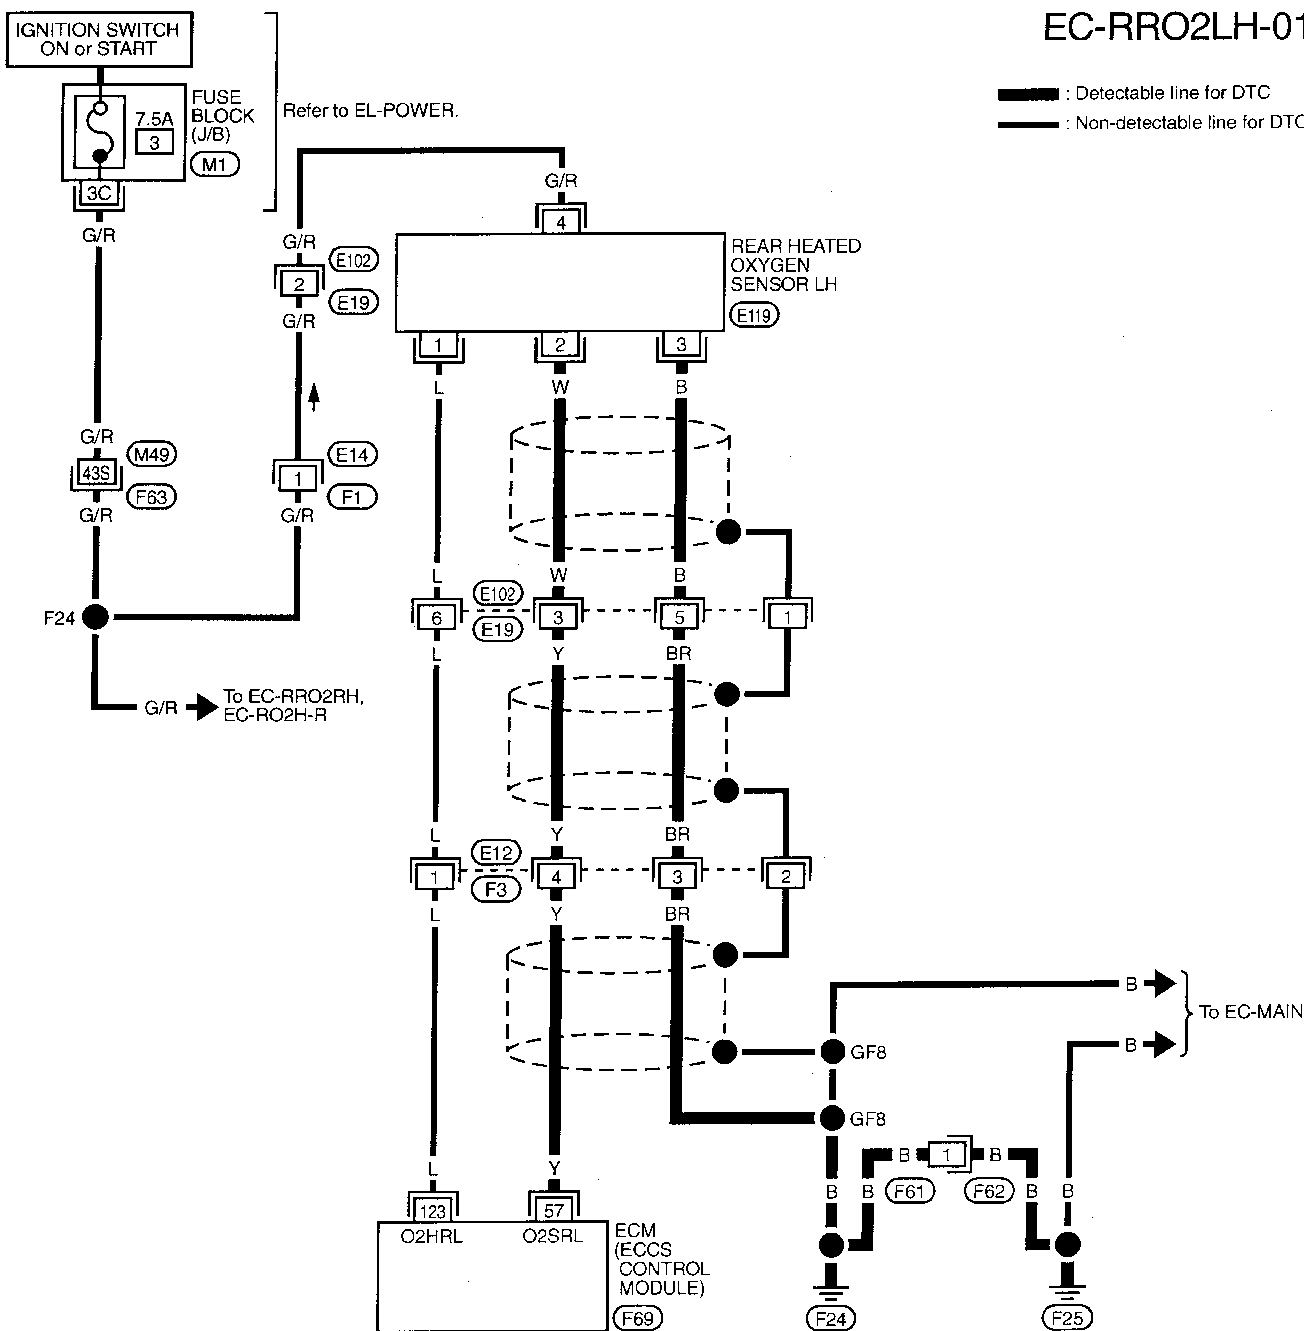 EC-RRO2LH-01
IGNITION SWITCH
ON or START
FUSE
BLOCK
(J/B)
7.5A
3
M1
3C
Refer to EL-POWER.
: Detectable line for DTC
: Non-detectable line for DTC
G/R
G/R
4
G/R
E102
2
E19
G/R
REAR HEATED
OXYGEN
SENSOR LH
E119
1
2
3
L
W
B
G/R
M49
43S
F63
G/R
E14
1
F1
G/R
L
W
B
E102
6
3
5
1
E19
F24
L
Y
BR
G/R
To EC-RRO2RH,
EC-RO2H-R
L
Y
BR
E12
1
4
3
2
F3
L
Y
BR
B
To EC-MAIN
B
GF8
GF8
L
Y
B
1
B
B
B
F61
F62
B
B
123
57
O2HRL
O2SRL
ECM
(ECCS
CONTROL
MODULE)
F69
F24
F25